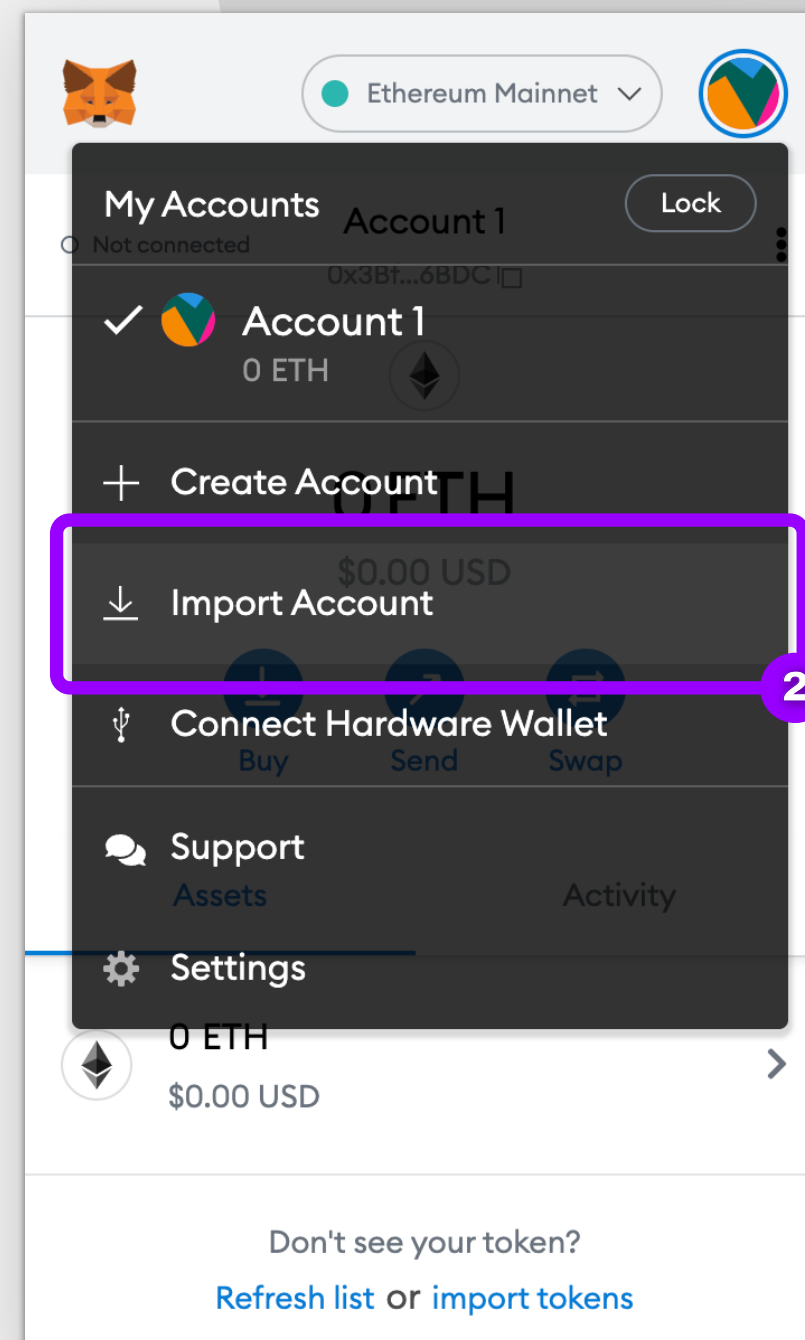 Ethereum Mainnet
My Accounts
Lock
Account 1
Not connected
0x3Bf...6BDC
Account 1
0 ETH
Create Account
0 ETH
$0.00 USD
Import Account
2
Connect Hardware Wallet
Buy
Send
Swap
Support
Assets
Activity
Settings
0 ETH
$0.00 USD
Don't see your token?
Refresh list or import tokens